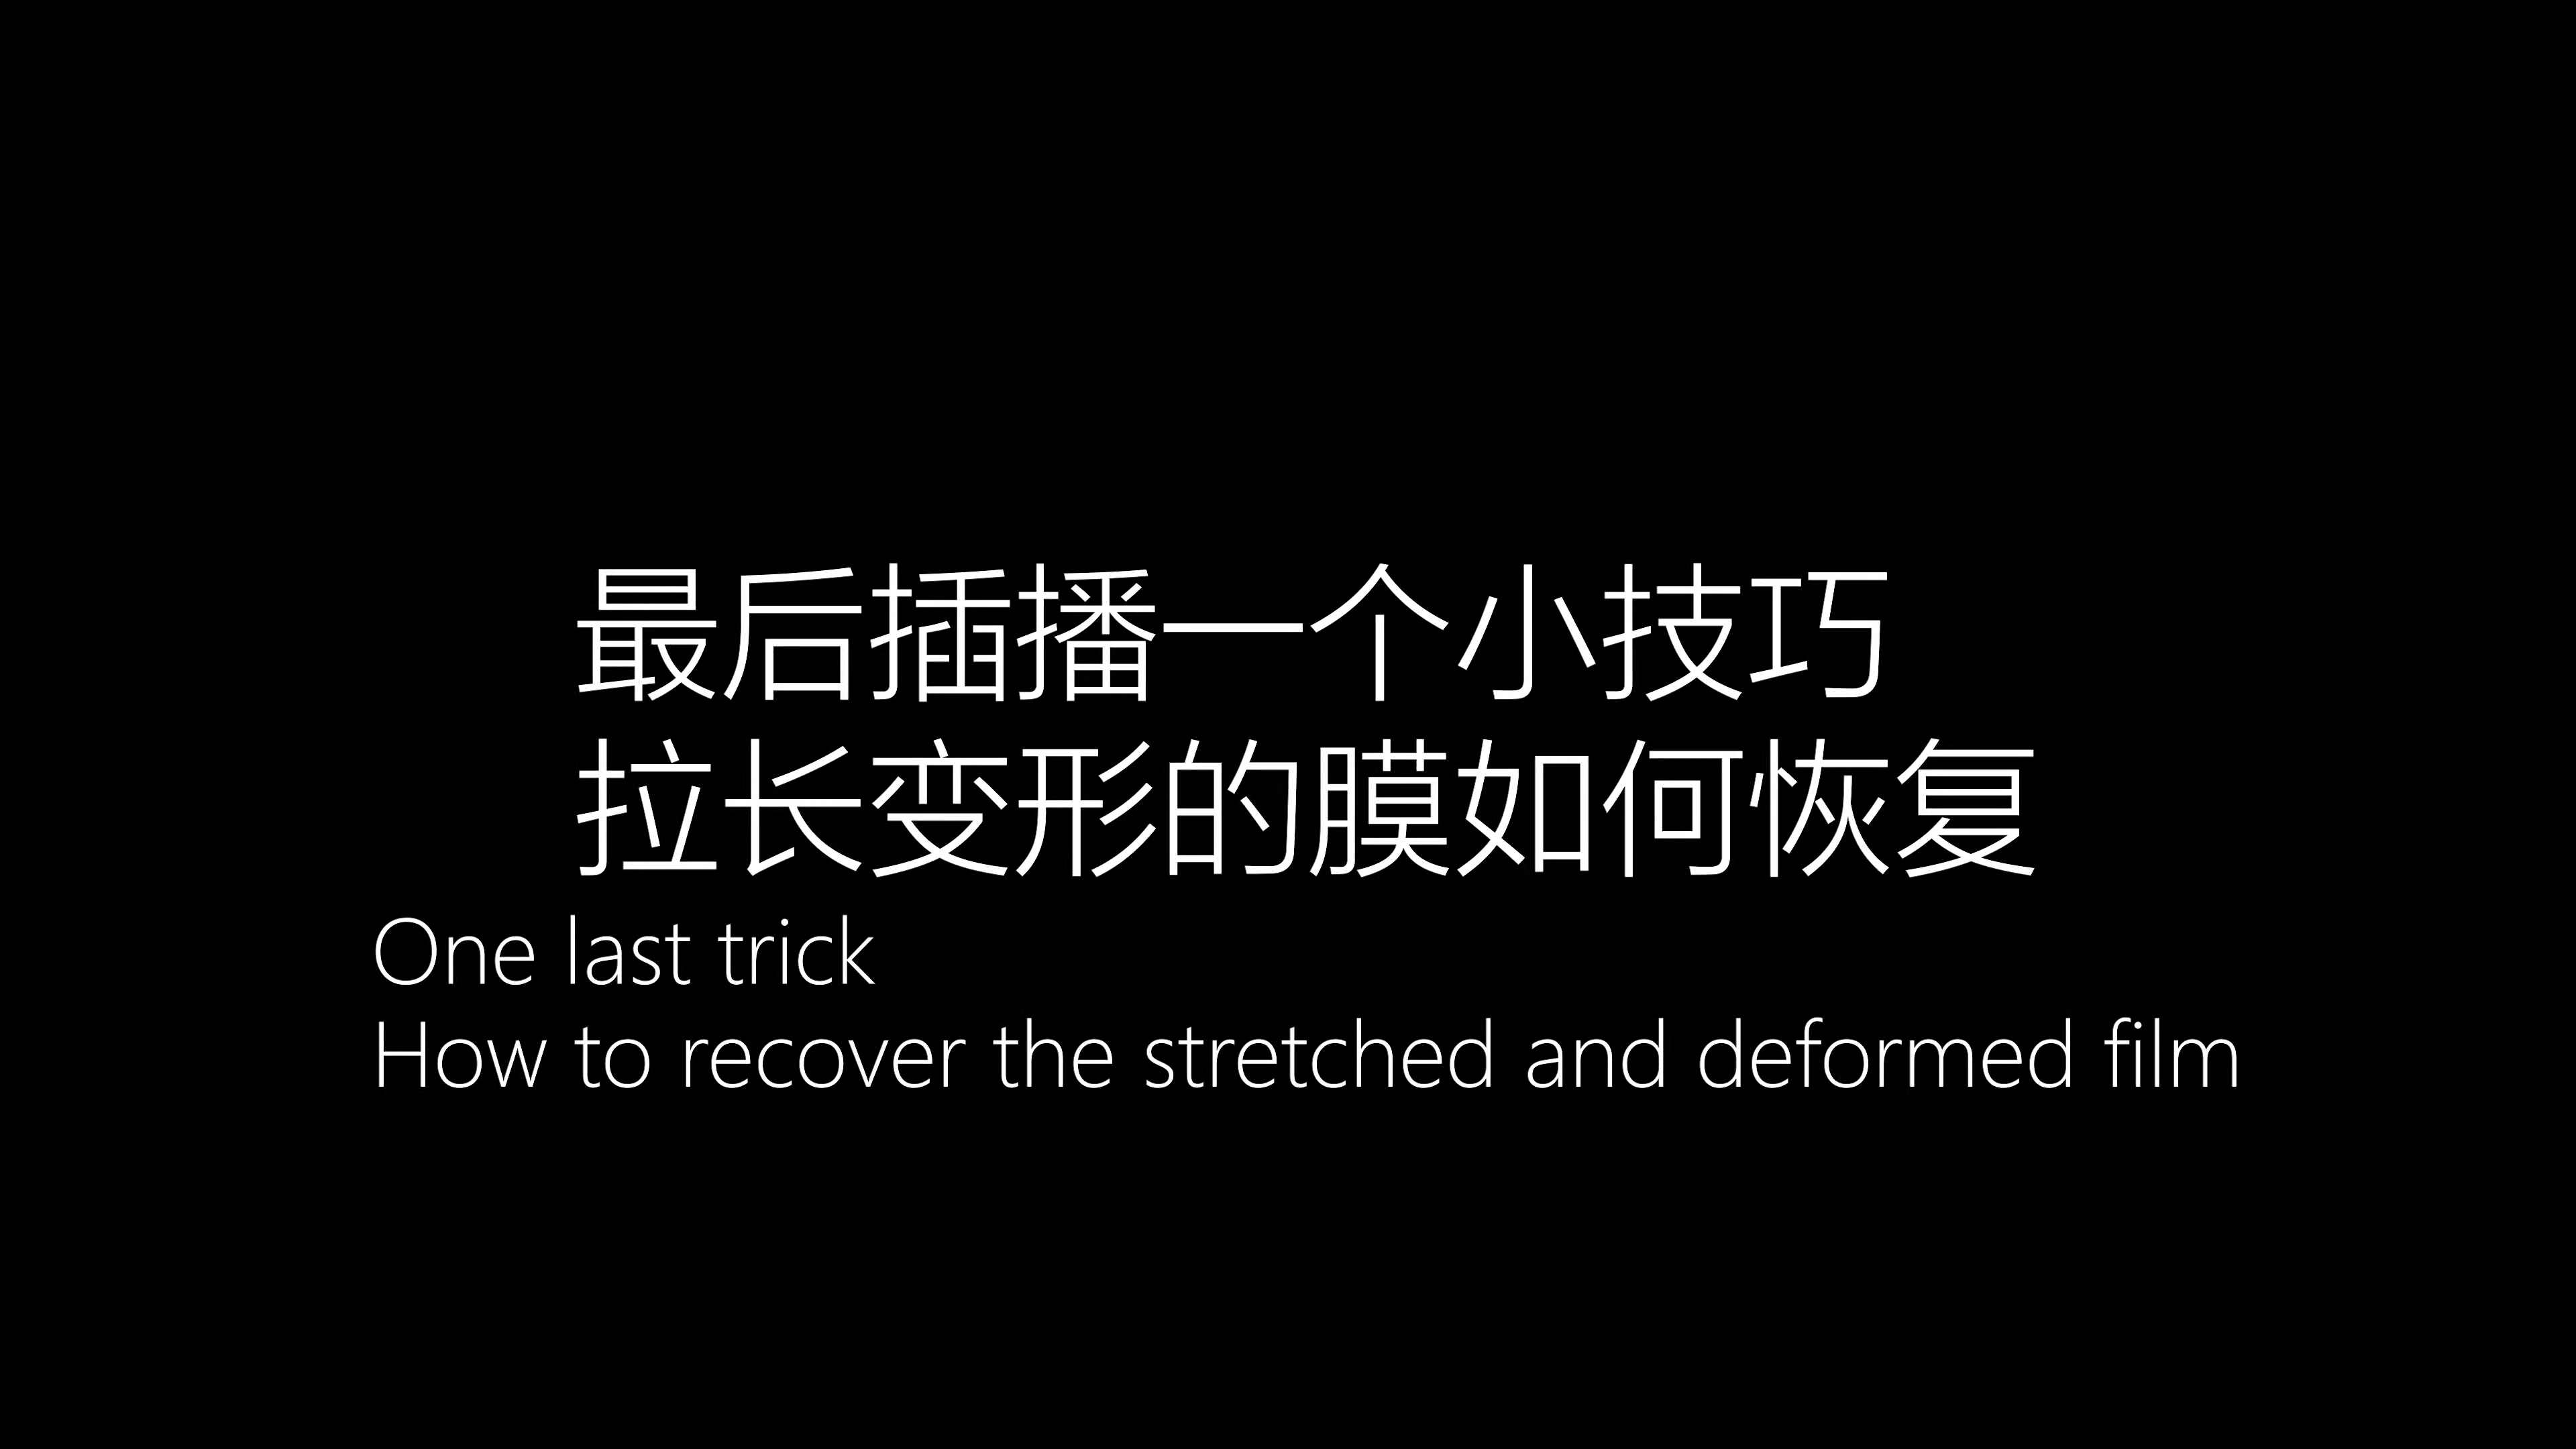 最后插播一个小技巧
拉长变形的膜如何恢复
One last trick
How to recover the stretched and deformed film